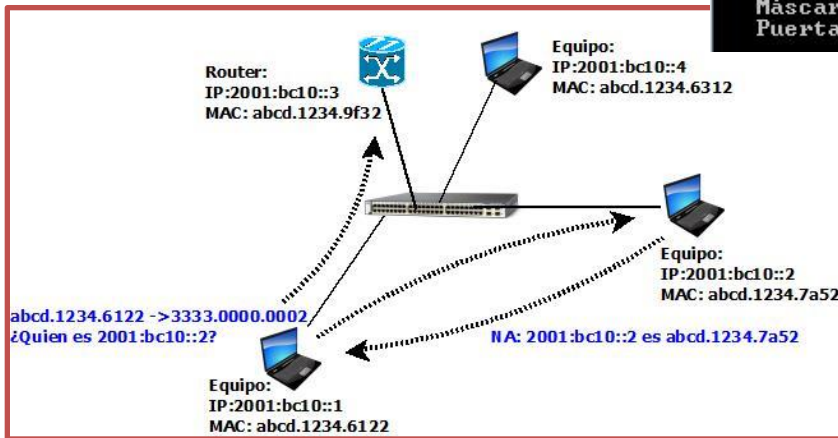 Máscar
Puerta
Router:
IP:2001:bc10::3
MAC: abcd.1234.9f32
Equipo:
IP:2001:bc10::4
MAC: abcd.1234.6312
Equipo:
IP:2001:bc10::2
MAC: abcd.1234.7a52
abcd.1234.6122 ->3333.0000.0002
¿Quien es 2001:bc10::2?
NA: 2001:bc10::2 es abcd.1234.7a52
Equipo:
IP:2001:bc10::1
MAC: abcd.1234.6122